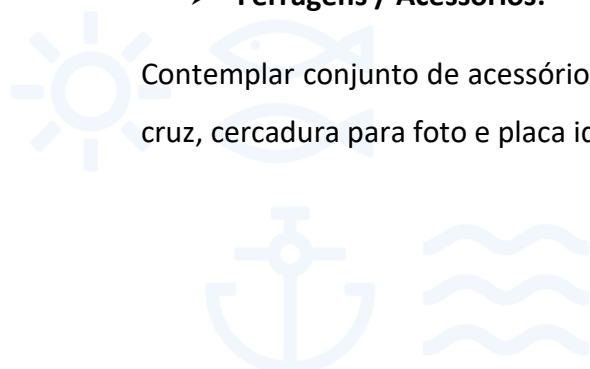 ➢ Ferragens / Acessórios:
Contemplar conjunto de acessório
cruz, cercadura para foto e placa